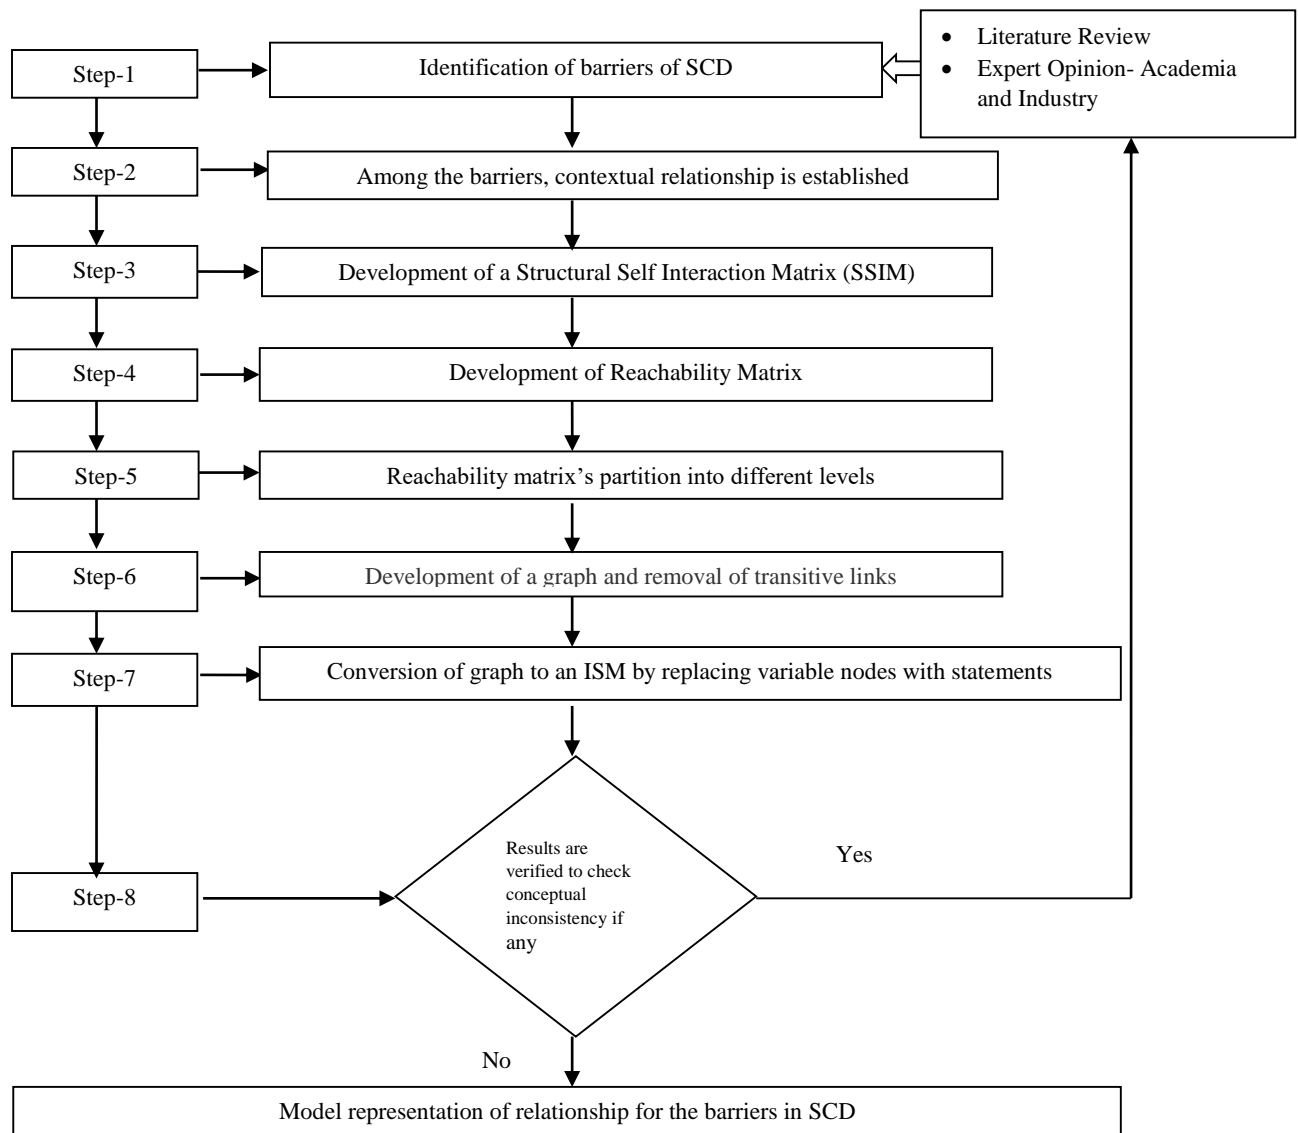 • Literature Review
• Expert Opinion- Academia
and Industry
Step-1
Identification of barriers of SCD
Step-2
Among the barriers, contextual relationship is established
Step-3
Development of a Structural Self Interaction Matrix (SSIM)
Step-4
Development of Reachability Matrix
Step-5
Reachability matrix’s partition into different levels
Step-6
Development of a graph and removal of transitive links
Step-7
Conversion of graph to an ISM by replacing variable nodes with statements
Step-8
Results are
verified to check
conceptual
inconsistency if
any
Yes
No
Model representation of relationship for the barriers in SCD